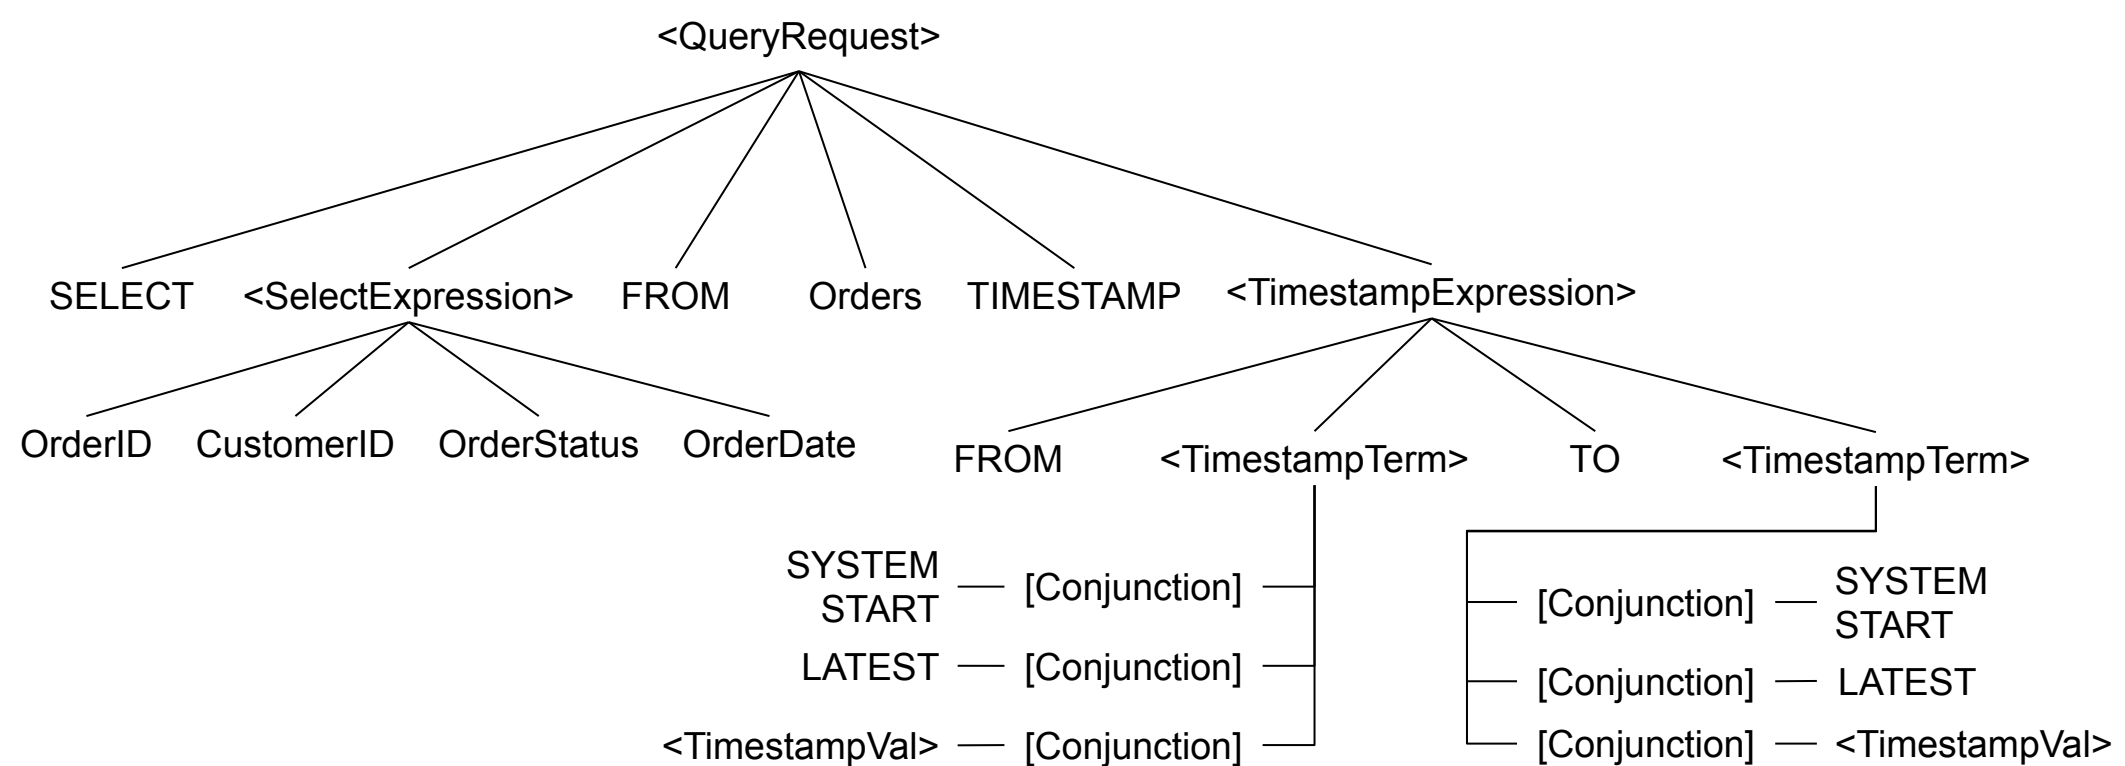 <QueryRequest>
SELECT <SelectExpression> FROM Orders TIMESTAMP <TimestampExpression>
OrderID CustomerID OrderStatus OrderDate
FROM <TimestampTerm> TO <TimestampTerm>
SYSTEM
START
[Conjunction]
LATEST [Conjunction]
<TimestampVal> [Conjunction]
[Conjunction]
SYSTEM
START
[Conjunction] LATEST
[Conjunction] <TimestampVal>